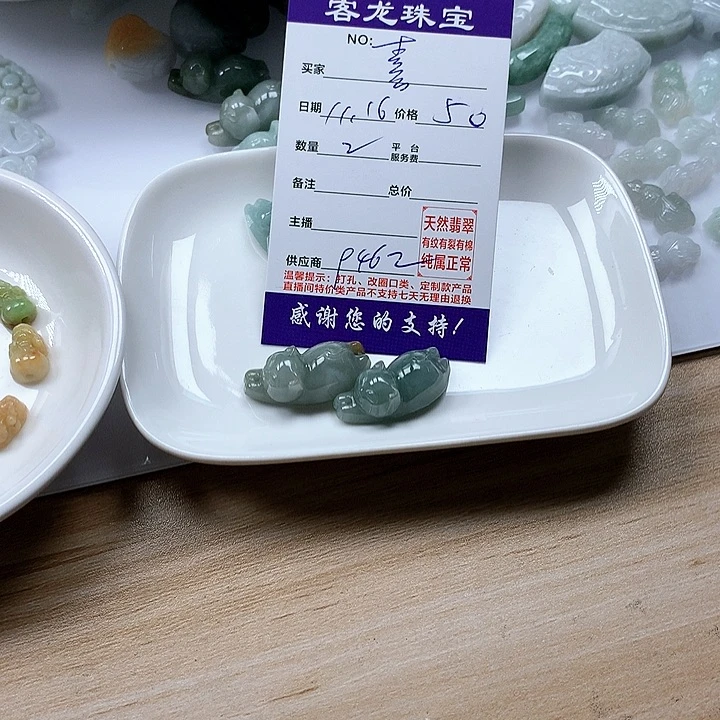 客龙珠宝
NO:
买家
日期 11.16 价格 50
数量 2 平台服务费
备注 总价
主播
天然翡翠
有纹有裂有棉
纯属正常
供应商 P462
温馨提示：打孔、改圈口类、定制款产品
直播间特价类产品不支持七天无理由退换
感谢您的支持!